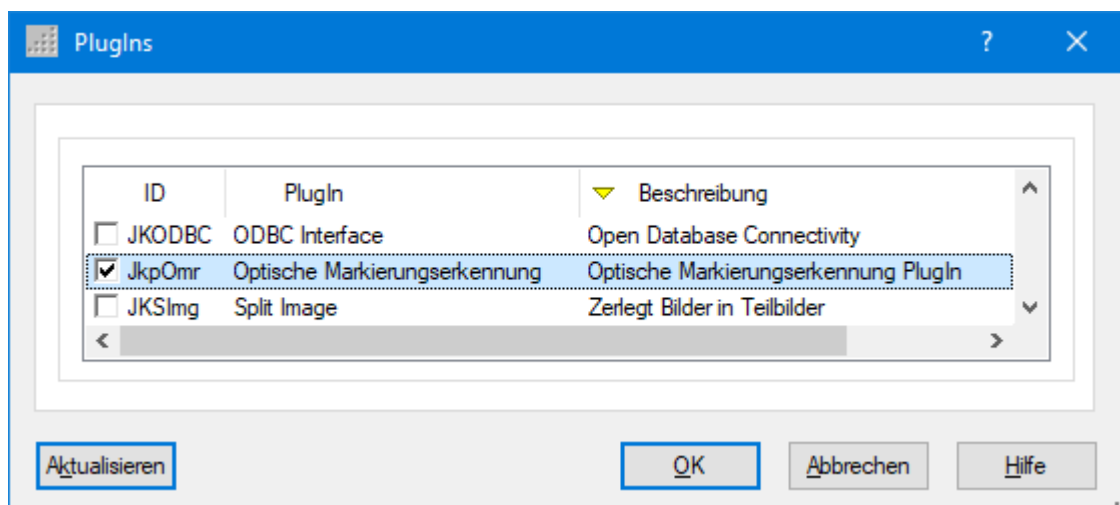 PlugIns ?
ID PlugIn Beschreibung
JKODBC ODBC Interface Open Database Connectivity
JkpOmr Optische Markierungserkennung Optische Markierungserkennung PlugIn
JKSImg Split Image Zerlegt Bilder in Teilbilder
Aktualisieren OK Abbrechen Hilfe